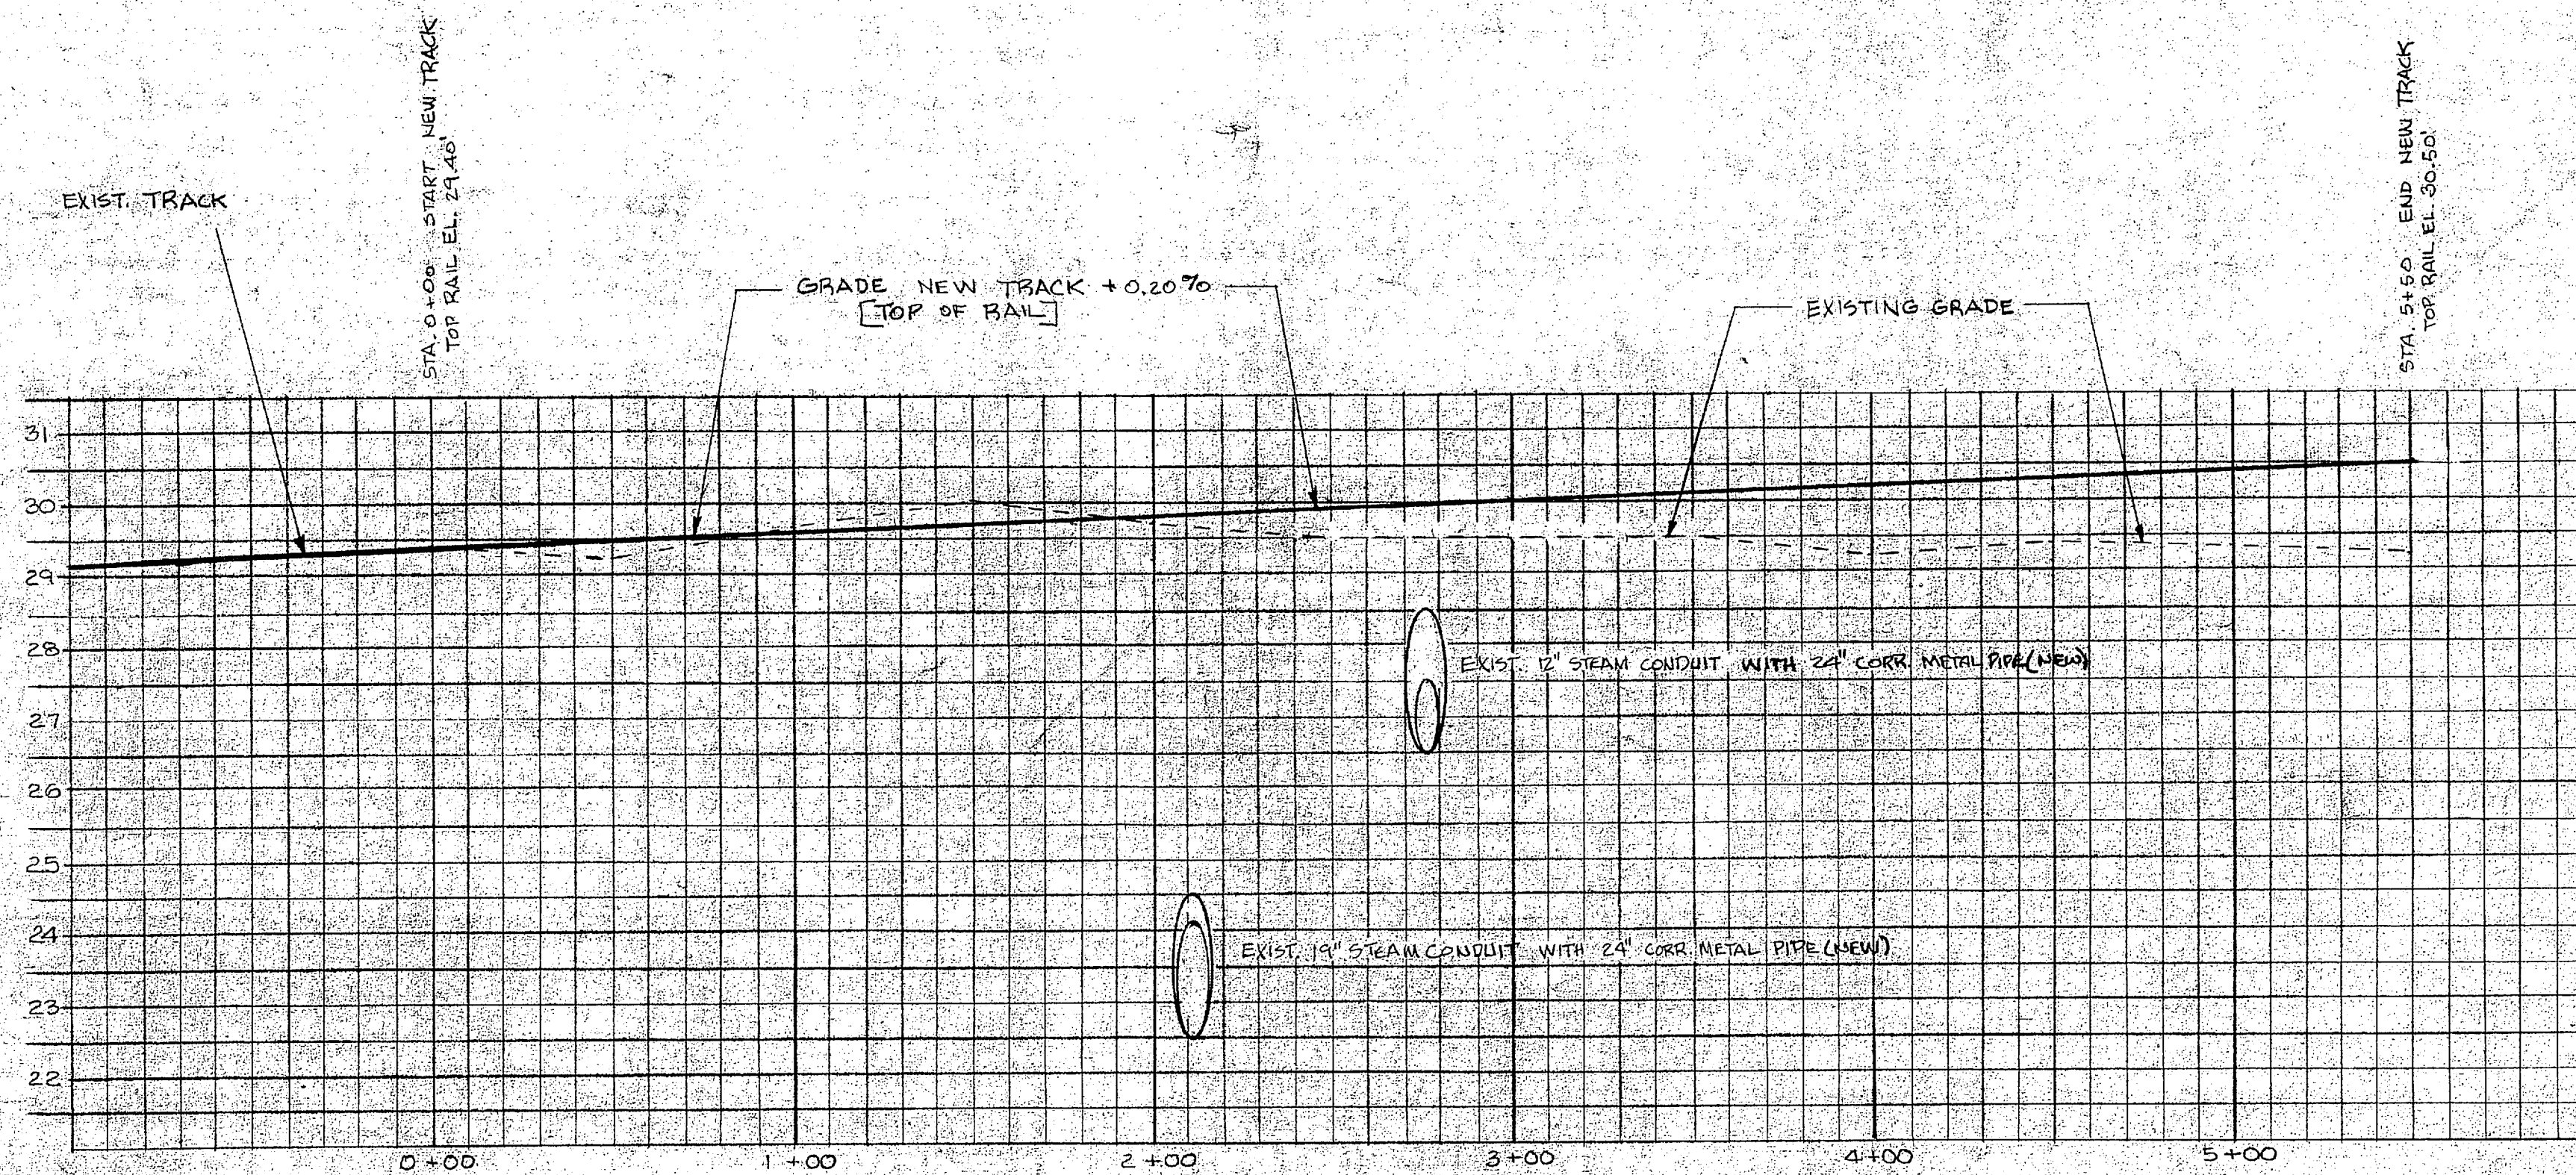 STA. 0+00 START NEW TRACK
TOP RAIL EL. 29.40'
STA. 5+50 END NEW TRACK
TOP RAIL EL. 30.50'
EXIST. TRACK
GRADE NEW TRACK +0.20%
[TOP OF RAIL]
EXISTING GRADE
31
30
29
28
EXIST. 12" STEAM CONDUIT WITH 24" CORR. METAL PIPE (NEW)
27
26
25
24
EXIST. 19" STEAM CONDUIT WITH 24" CORR. METAL PIPE (NEW)
23
22
0+00 1+00 2+00 3+00 4+00 5+00